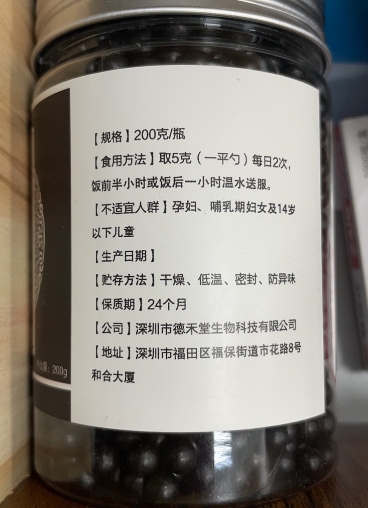 【规格】200克/瓶
【食用方法】取5克（一平勺）每日2次，
饭前半小时或饭后一小时温水送服。
【不适宜人群】孕妇、哺乳期妇女及14岁
以下儿童
【生产日期】
【贮存方法】干燥、低温、密封、防异味
【保质期】24个月
【公司】深圳市德禾堂生物科技有限公司
【地址】深圳市福田区福保街道市花路8号
和合大厦
200g